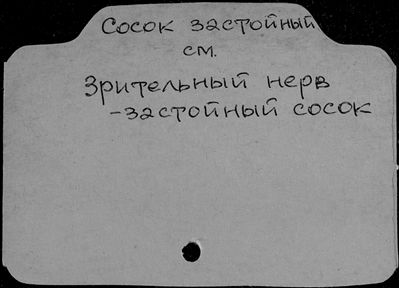 Сосок застойный
см.
Зрительный нерв
-застойный сосок